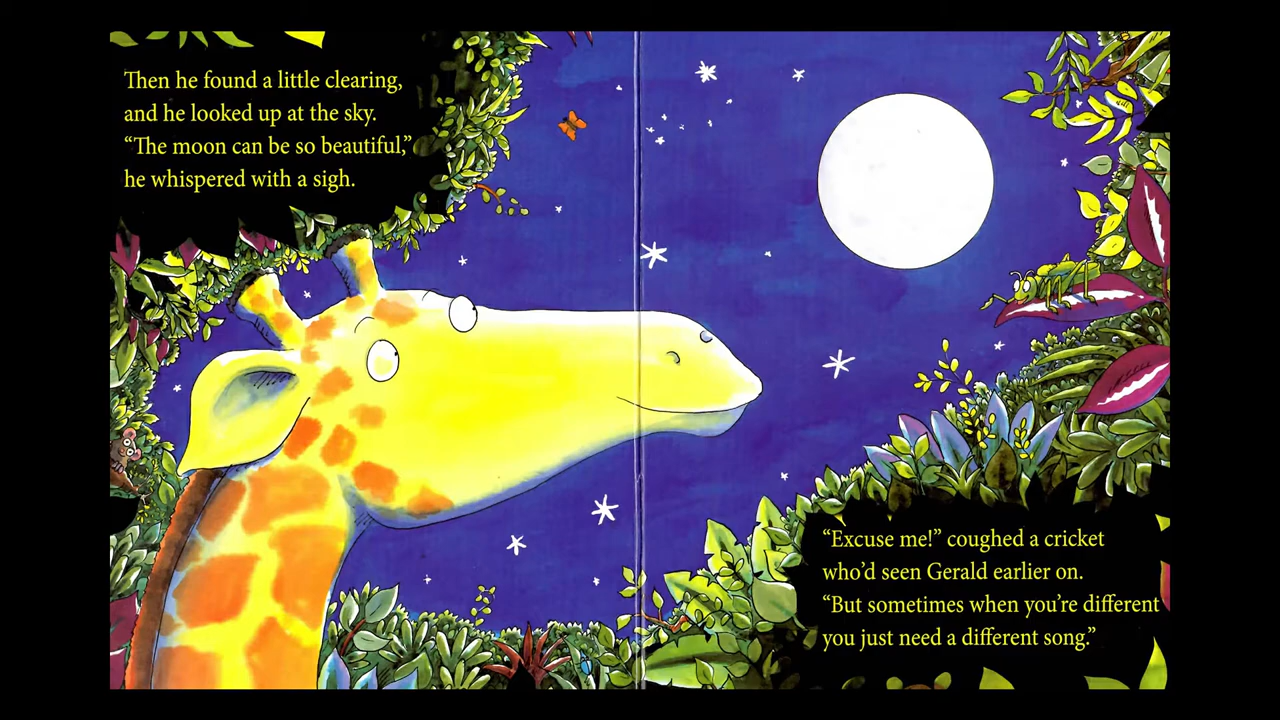 Then he found a little clearing,
and he looked up at the sky.
“The moon can be so beautiful,”
he whispered with a sigh.
“Excuse me!” coughed a cricket
who’d seen Gerald earlier on.
“But sometimes when you’re different
you just need a different song.”